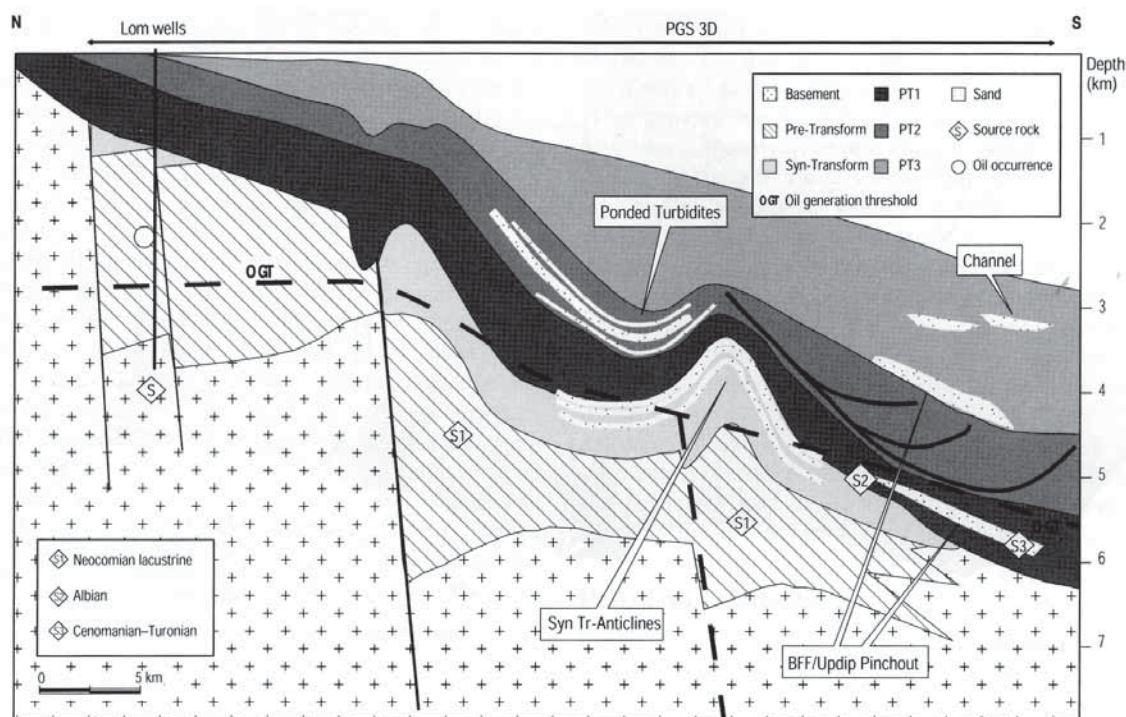 N
Lom wells
PGS 3D
S
Depth
(km)
Basement
PT1
Sand
Pre-Transform
PT2
S
Source rock
Syn-Transform
PT3
Oil occurrence
OGT Oil generation threshold
1
2
3
4
5
6
7
Ponded Turbidites
Channel
OGT
S
S1
S1
S2
S3
OGT
Syn Tr-Anticlines
BFF/Updip Pinchout
S1 Neocomian lacustrine
S2 Albian
S3 Cenomanian–Turonian
0 5 km